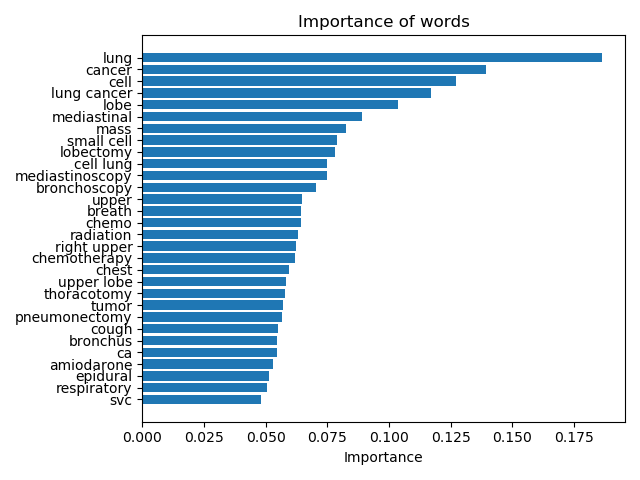 Importance of words
lung
cancer
cell
lung cancer
lobe
mediastinal
mass
small cell
lobectomy
cell lung
mediastinoscopy
bronchoscopy
upper
breath
chemo
radiation
right upper
chemotherapy
chest
upper lobe
thoracotomy
tumor
pneumonectomy
cough
bronchus
ca
amiodarone
epidural
respiratory
svc
0.000 0.025 0.050 0.075 0.100 0.125 0.150 0.175
Importance